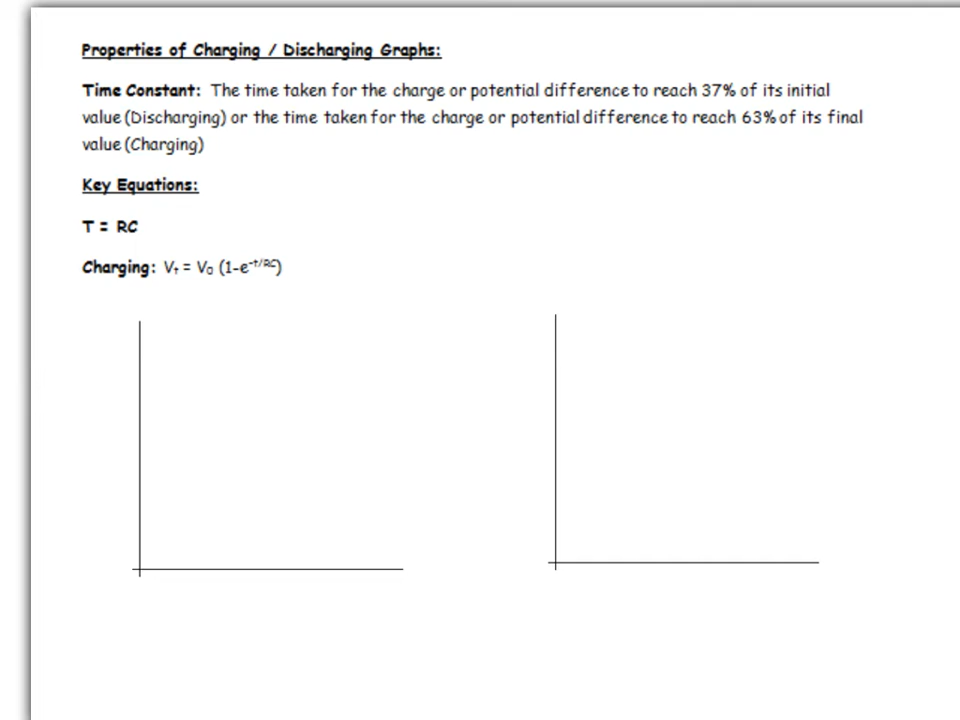 Properties of Charging / Discharging Graphs:
Time Constant: The time taken for the charge or potential difference to reach 37% of its initial
value (Discharging) or the time taken for the charge or potential difference to reach 63% of its final
value (Charging)
Key Equations:
T = RC
Charging: Vₜ = V₀ (1-e^-t/RC)